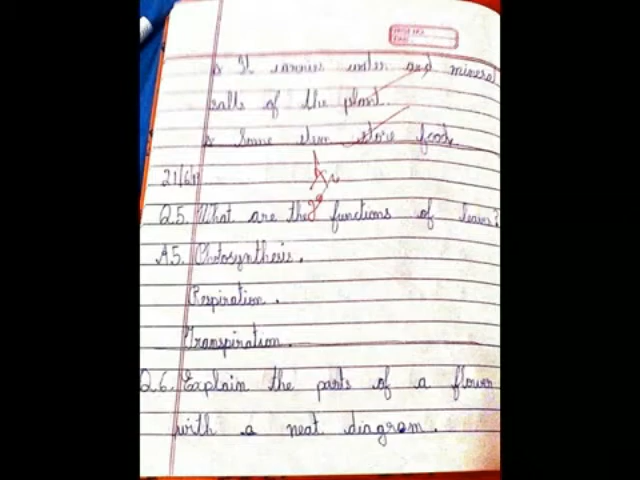 It carries water and mineral
salts of the plant.
Some stem store food.
21/6/19
Q.5. What are the functions of leaves?
A.5. Photosynthesis.
Respiration.
Transpiration.
Q.6. Explain the parts of a flower
with a neat diagram.